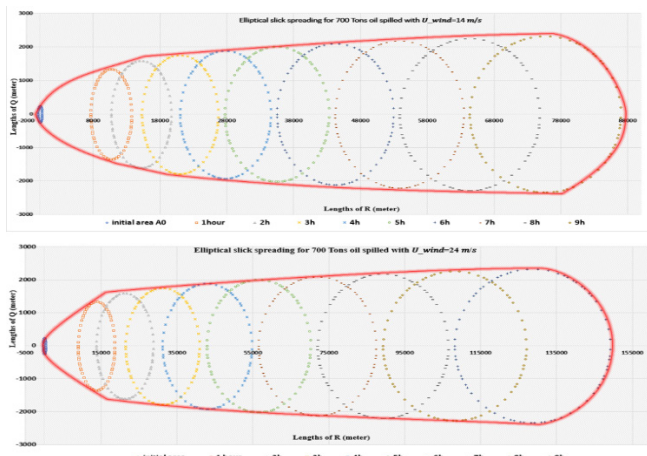 Elliptic slick spreading for 700 Tons oil spilled with U_wind=14 m/s
3000
2000
1000
0
-1000
-2000
-3000
Lengths of Q (meter)
-2000 8000 18000 28000 38000 48000 58000 68000 78000 88000
Lengths of R (meter)
initial area A0 1hour 2h 3h 4h 5h 6h 7h 8h 9h
Elliptical slick spreading for 700 Tons oil spilled with U_wind=24 m/s
3000
2000
1000
0
-1000
-2000
-3000
Lengths of Q (meter)
-5000 15000 35000 55000 75000 95000 115000 135000 155000
Lengths of R (meter)